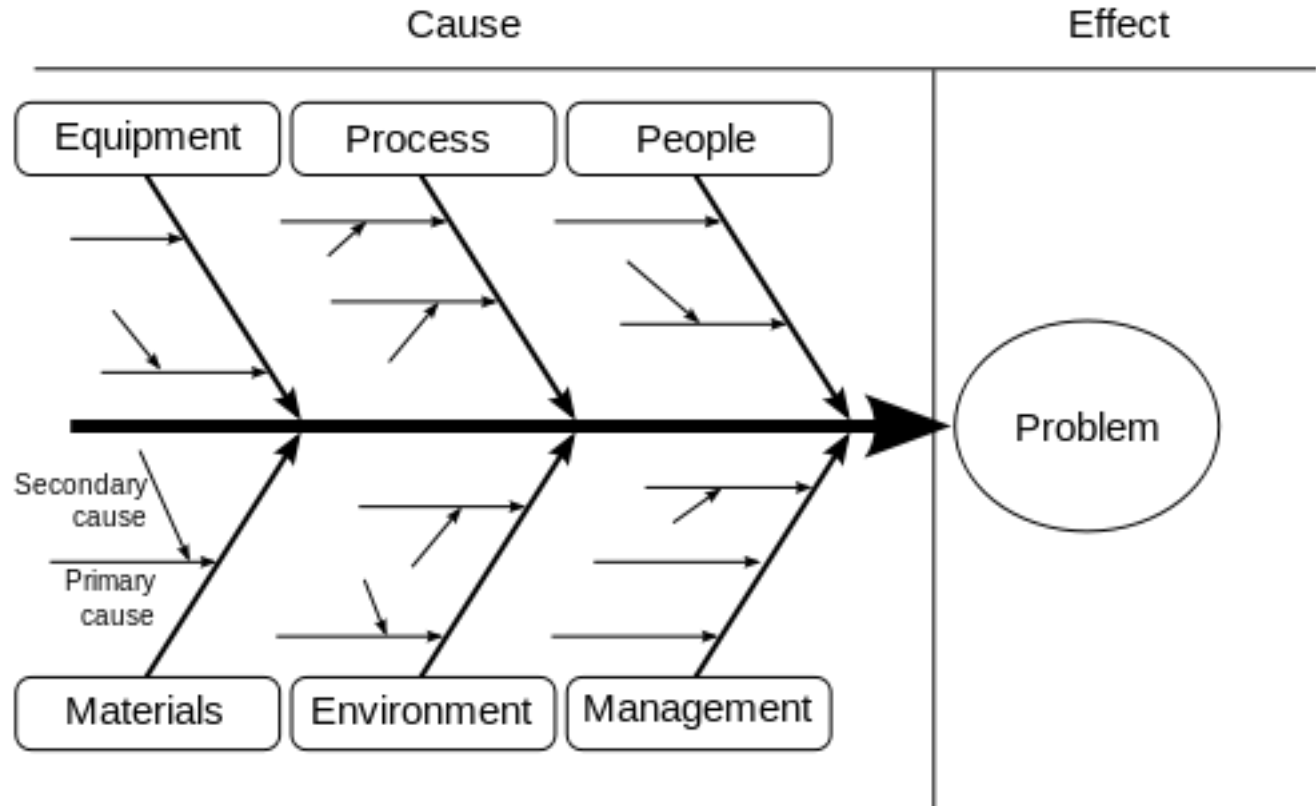 Cause
Effect
Equipment
Process
People
Problem
Secondary
cause
Primary
cause
Materials
Environment
Management